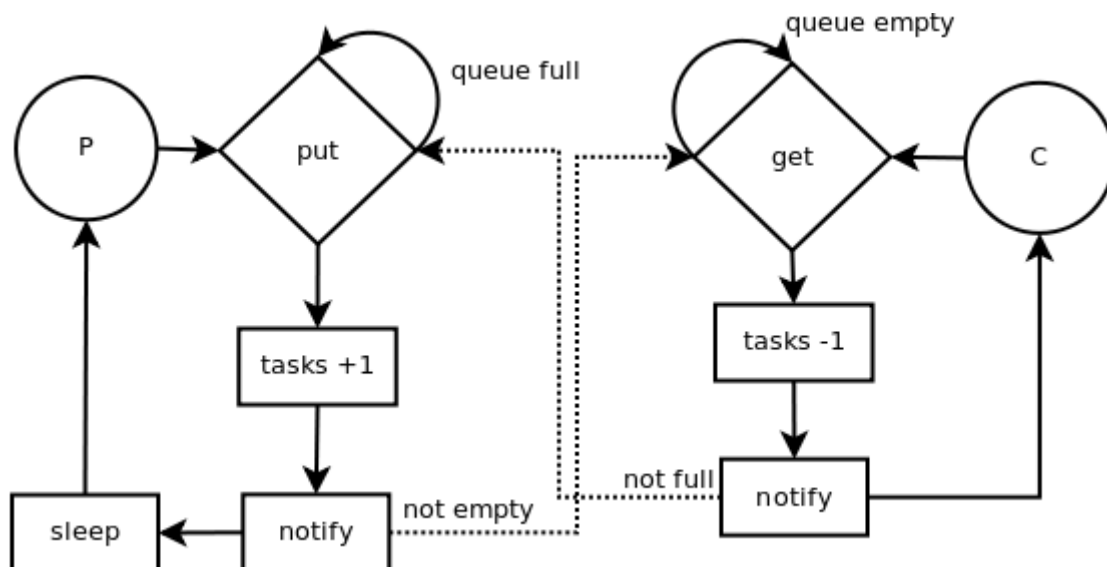 queue empty
queue full
P
put
get
C
tasks +1
tasks -1
not full
notify
not empty
sleep
notify